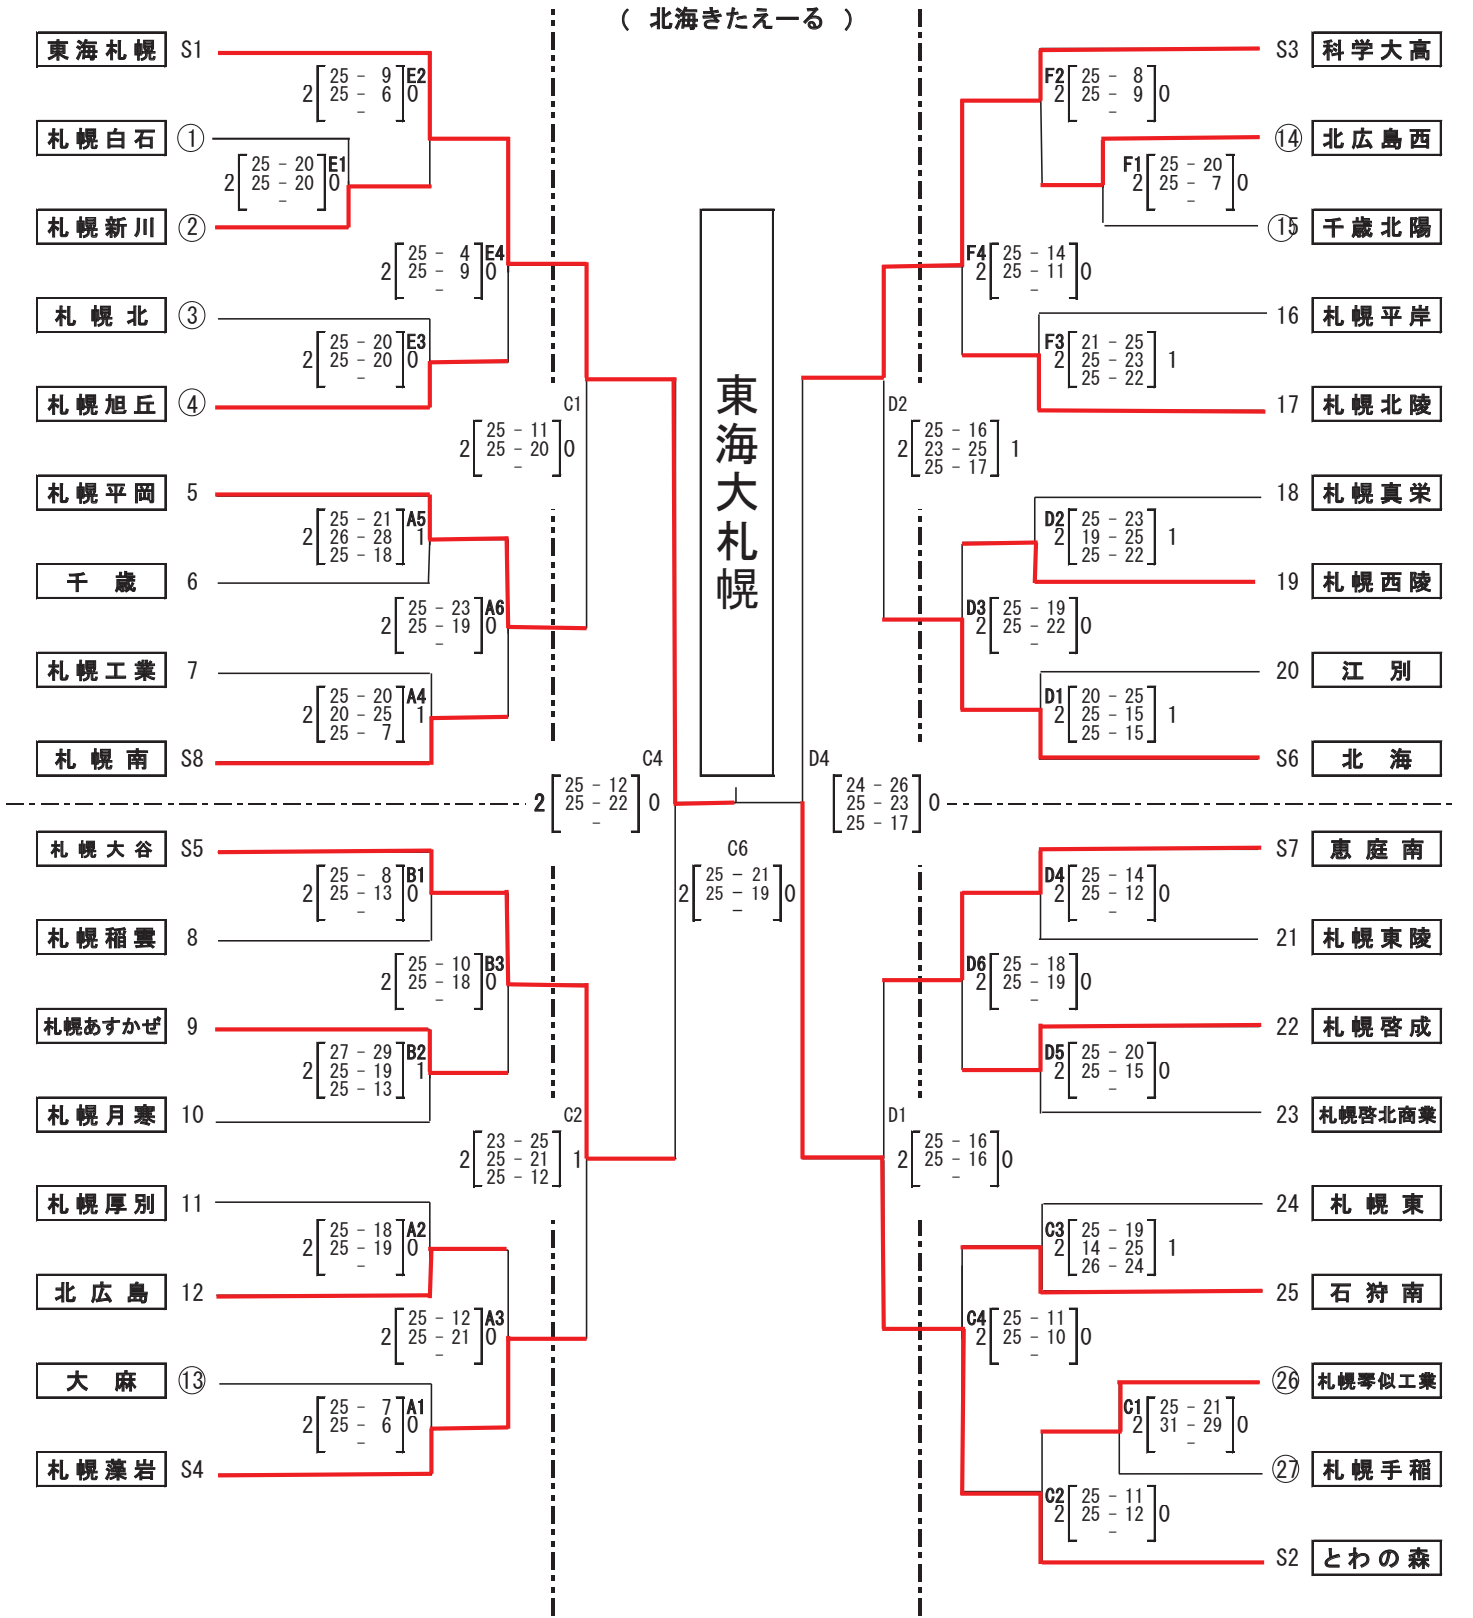 ( 北海きたえーる )
東海札幌 S1
2 25 - 9 E2
25 - 6 0
-
札幌白石 ①
2 25 - 20 E1
25 - 20 0
-
札幌新川 ②
2 25 - 4 E4
25 - 9 0
-
札幌北 ③
2 25 - 20 E3
25 - 20 0
-
札幌旭丘 ④
C1
2 25 - 11
25 - 20 0
-
札幌平岡 5
2 25 - 21 A5
26 - 28 1
25 - 18
千歳 6
2 25 - 23 A6
25 - 19 0
-
札幌工業 7
2 25 - 20 A4
20 - 25 1
25 - 7
札幌南 S8
C4
2 25 - 12
25 - 22 0
-
札幌大谷 S5
2 25 - 8 B1
25 - 13 0
-
札幌稲雲 8
2 25 - 10 B3
25 - 18 0
-
札幌あすかぜ 9
2 27 - 29 B2
25 - 19 1
25 - 13
札幌月寒 10
C2
2 23 - 25
25 - 21 1
25 - 12
札幌厚別 11
2 25 - 18 A2
25 - 19 0
-
北広島 12
2 25 - 12 A3
25 - 21 0
-
大麻 ⑬
2 25 - 7 A1
25 - 6 0
-
札幌藻岩 S4
東海大札幌
C6
2 25 - 21
25 - 19 0
-
S3 科学大高
F2 25 - 8
2 25 - 9 0
-
⑭ 北広島西
F1 25 - 20
2 25 - 7 0
-
⑮ 千歳北陽
F4 25 - 14
2 25 - 11 0
-
16 札幌平岸
F3 21 - 25
2 25 - 23 1
25 - 22
17 札幌北陵
D2
2 25 - 16
23 - 25 1
25 - 17
18 札幌真栄
D2 25 - 23
2 19 - 25 1
25 - 22
19 札幌西陵
D3 25 - 19
2 25 - 22 0
-
20 江別
D1 20 - 25
2 25 - 15 1
25 - 15
S6 北海
D4
24 - 26
25 - 23 0
25 - 17
S7 恵庭南
D4 25 - 14
2 25 - 12 0
-
21 札幌東陵
D6 25 - 18
2 25 - 19 0
-
22 札幌啓成
D5 25 - 20
2 25 - 15 0
-
23 札幌啓北商業
D1
2 25 - 16
25 - 16 0
-
24 札幌東
C3 25 - 19
2 14 - 25 1
26 - 24
25 石狩南
C4 25 - 11
2 25 - 10 0
-
㉖ 札幌琴似工業
C1 25 - 21
2 31 - 29 0
-
㉗ 札幌手稲
C2 25 - 11
2 25 - 12 0
-
S2 とわの森